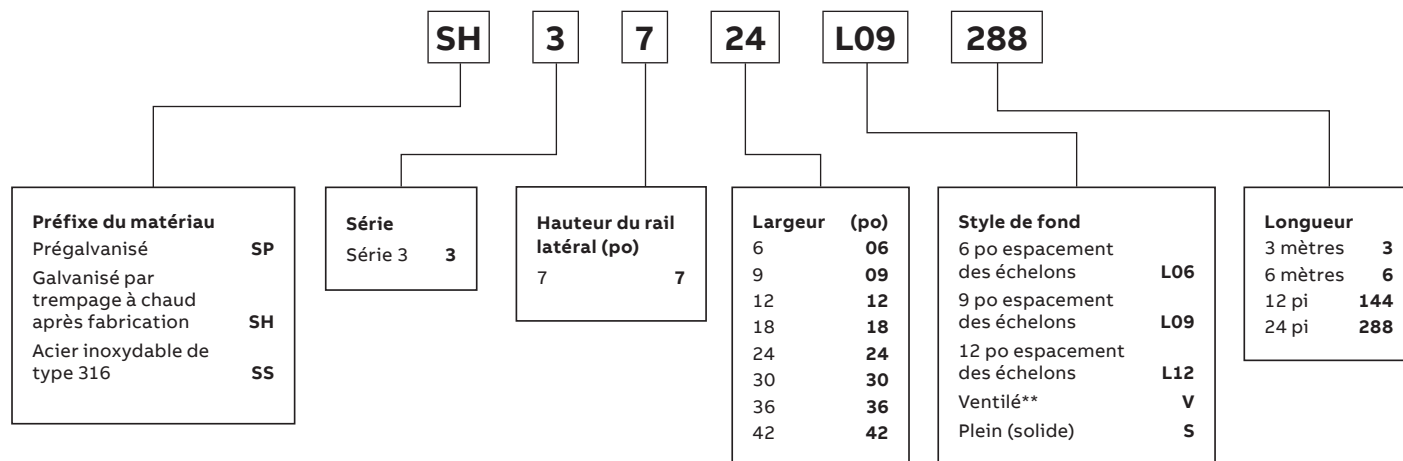 SH 3 7 24 L09 288
Préfixe du matériau
Prégalvanisé SP
Galvanisé par
trempage à chaud
après fabrication SH
Acier inoxydable de
type 316 SS
Série
Série 3 3
Hauteur du rail
latéral (po)
7 7
Largeur (po)
6 06
9 09
12 12
18 18
24 24
30 30
36 36
42 42
Style de fond
6 po espacement
des échelons L06
9 po espacement
des échelons L09
12 po espacement
des échelons L12
Ventilé** V
Plein (solide) S
Longueur
3 mètres 3
6 mètres 6
12 pi 144
24 pi 288